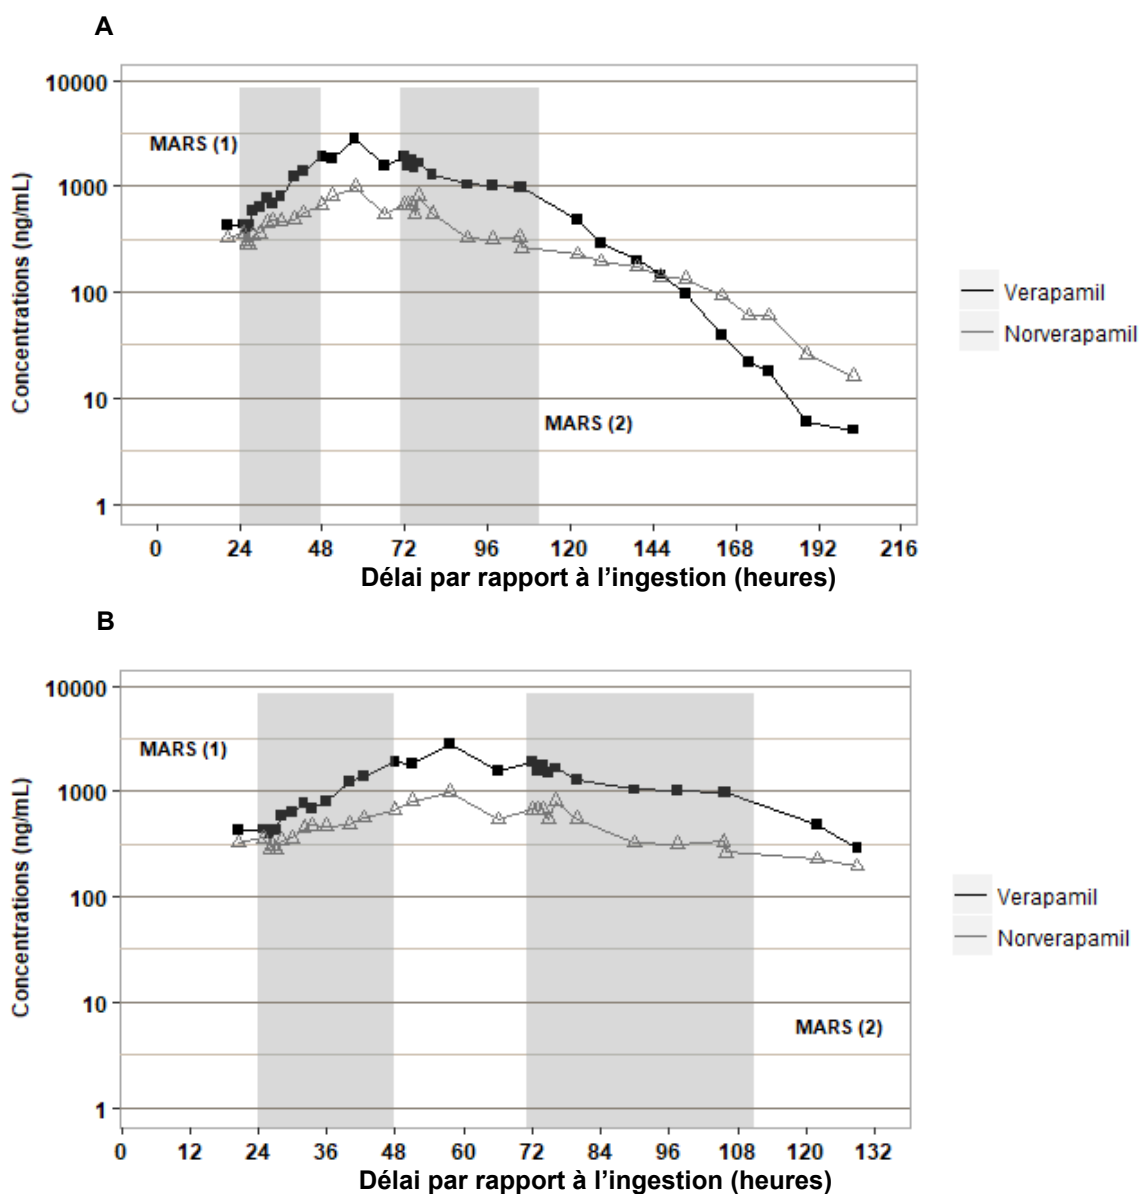 A
10000
1000
100
10
1
Concentrations (ng/mL)
MARS (1)
MARS (2)
0 24 48 72 96 120 144 168 192 216
Délai par rapport à l’ingestion (heures)
Verapamil
Norverapamil
B
10000
1000
100
10
1
Concentrations (ng/mL)
MARS (1)
MARS (2)
0 12 24 36 48 60 72 84 96 108 120 132
Délai par rapport à l’ingestion (heures)
Verapamil
Norverapamil